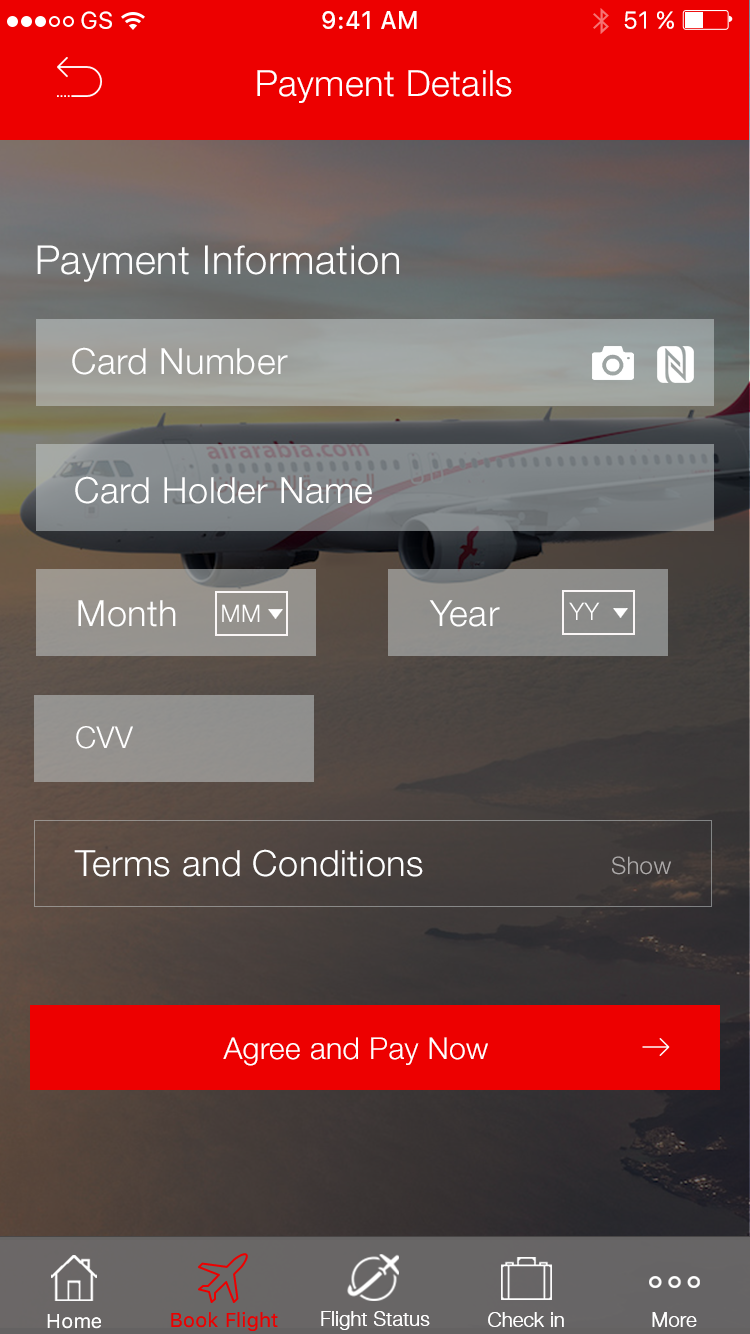 GS 9:41 AM 51 %
Payment Details
Payment Information
Card Number
airarabia.com
Card Holder Name
Month MM Year YY
CVV
Terms and Conditions Show
Agree and Pay Now
Home Book Flight Flight Status Check in More